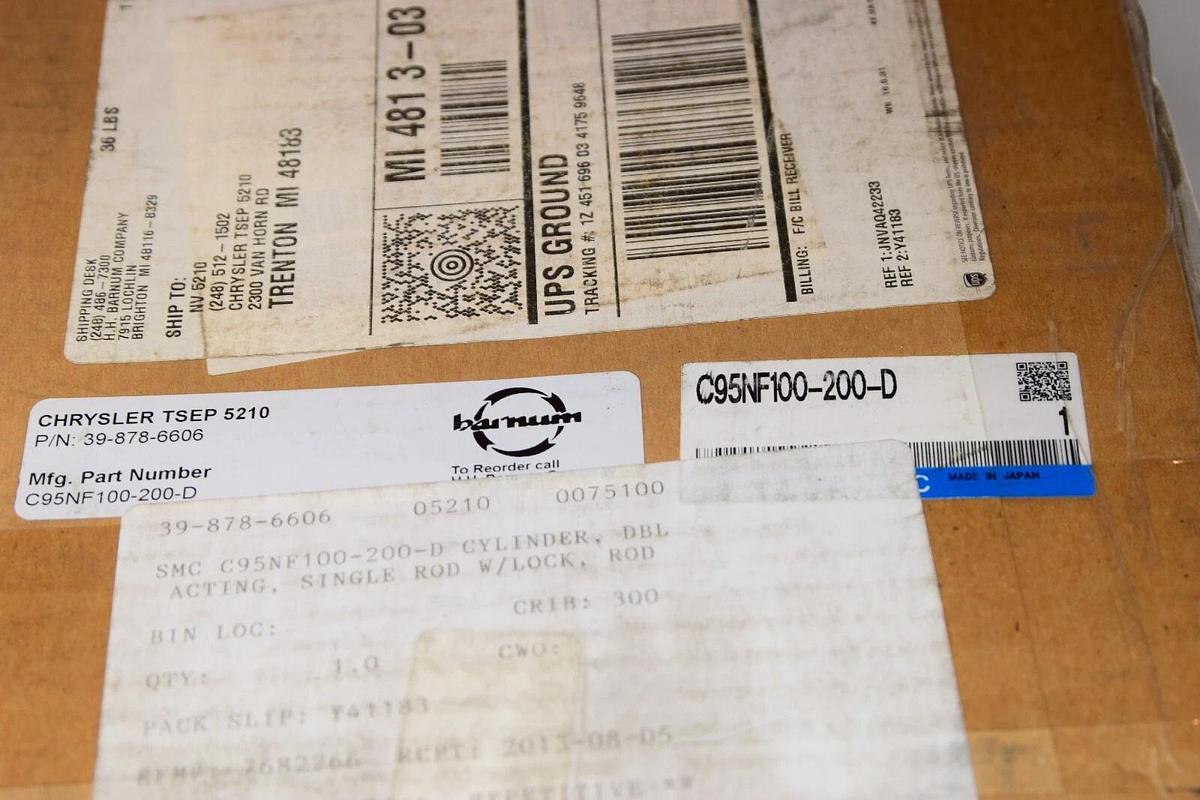 36 LBS
SHIPPING DESK
(248) 486-7300
H.H. BARNUM COMPANY
7915 LOCHLIN
BRIGHTON MI 48116-8329
SHIP TO:
NV 5210
(248) 512-1502
CHRYSLER TSEP 5210
2300 VAN HORN RD
TRENTON MI 48183
MI 481 3-03
UPS GROUND
TRACKING #: 1Z 451 696 03 4175 9648
BILLING: F/C BILL RECEIVER
REF 1:JNVA042233
REF 2:Y41183
ups
CHRYSLER TSEP 5210
P/N: 39-878-6606
Mfg. Part Number
C95NF100-200-D
barnum
To Reorder call
C95NF100-200-D
1
C MADE IN JAPAN
39-878-6606 05210 0075100
SMC C95NF100-200-D CYLINDER, DBL
ACTING, SINGLE ROD W/LOCK, ROD
CRIB: 300
BIN LOC:
CWO:
QTY: 1.0
PACK SLIP: Y41183
RCPT: 2013-08-05
REPETITIVE **